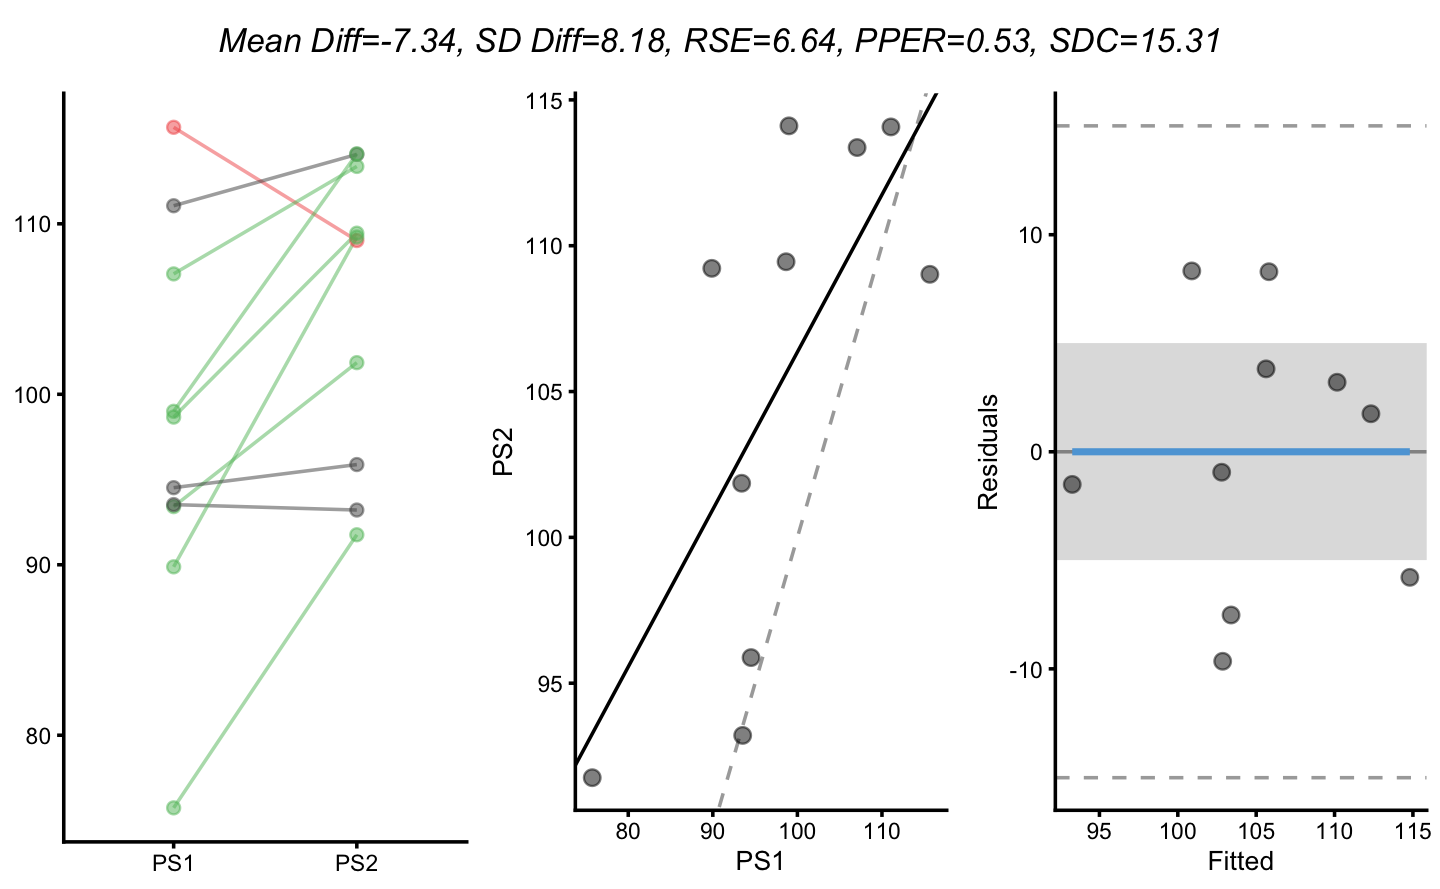 Mean Diff=-7.34, SD Diff=8.18, RSE=6.64, PPER=0.53, SDC=15.31
110
100
90
80
PS1 PS2
PS2
115
110
105
100
95
80 90 100 110
PS1
Residuals
10
0
-10
95 100 105 110 115
Fitted